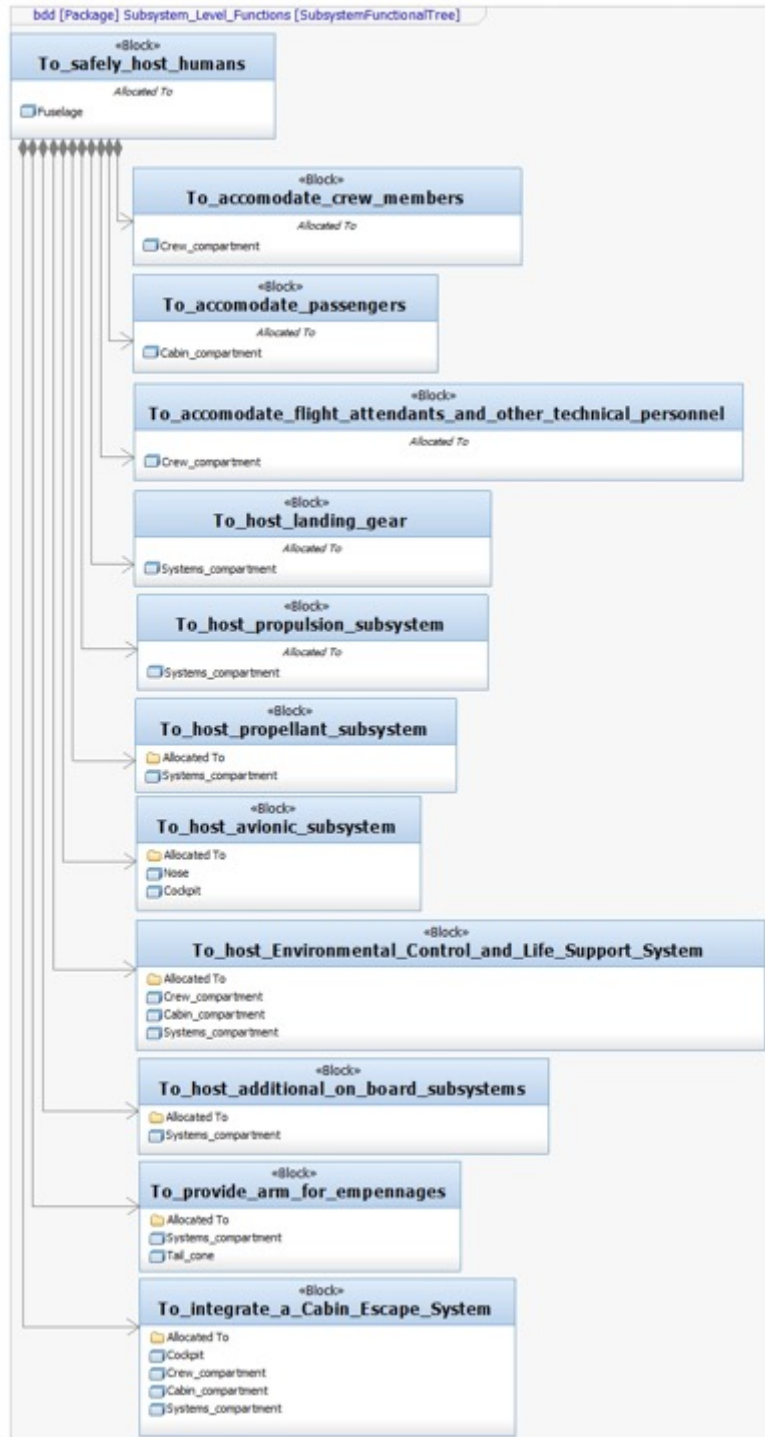 bdd [Package] Subsystem_Level_Functions [SubsystemFunctionalTree]
«Block»
To_safely_host_humans
Allocated To
Fuselage
«Block»
To_accomodate_crew_members
Allocated To
Crew_compartment
«Block»
To_accomodate_passengers
Allocated To
Cabin_compartment
«Block»
To_accomodate_flight_attendants_and_other_technical_personnel
Allocated To
Crew_compartment
«Block»
To_host_landing_gear
Allocated To
Systems_compartment
«Block»
To_host_propulsion_subsystem
Allocated To
Systems_compartment
«Block»
To_host_propellant_subsystem
Allocated To
Systems_compartment
«Block»
To_host_avionic_subsystem
Allocated To
Nose
Cockpit
«Block»
To_host_Environmental_Control_and_Life_Support_System
Allocated To
Crew_compartment
Cabin_compartment
Systems_compartment
«Block»
To_host_additional_on_board_subsystems
Allocated To
Systems_compartment
«Block»
To_provide_arm_for_empennages
Allocated To
Systems_compartment
Tail_cone
«Block»
To_integrate_a_Cabin_Escape_System
Allocated To
Cockpit
Crew_compartment
Cabin_compartment
Systems_compartment